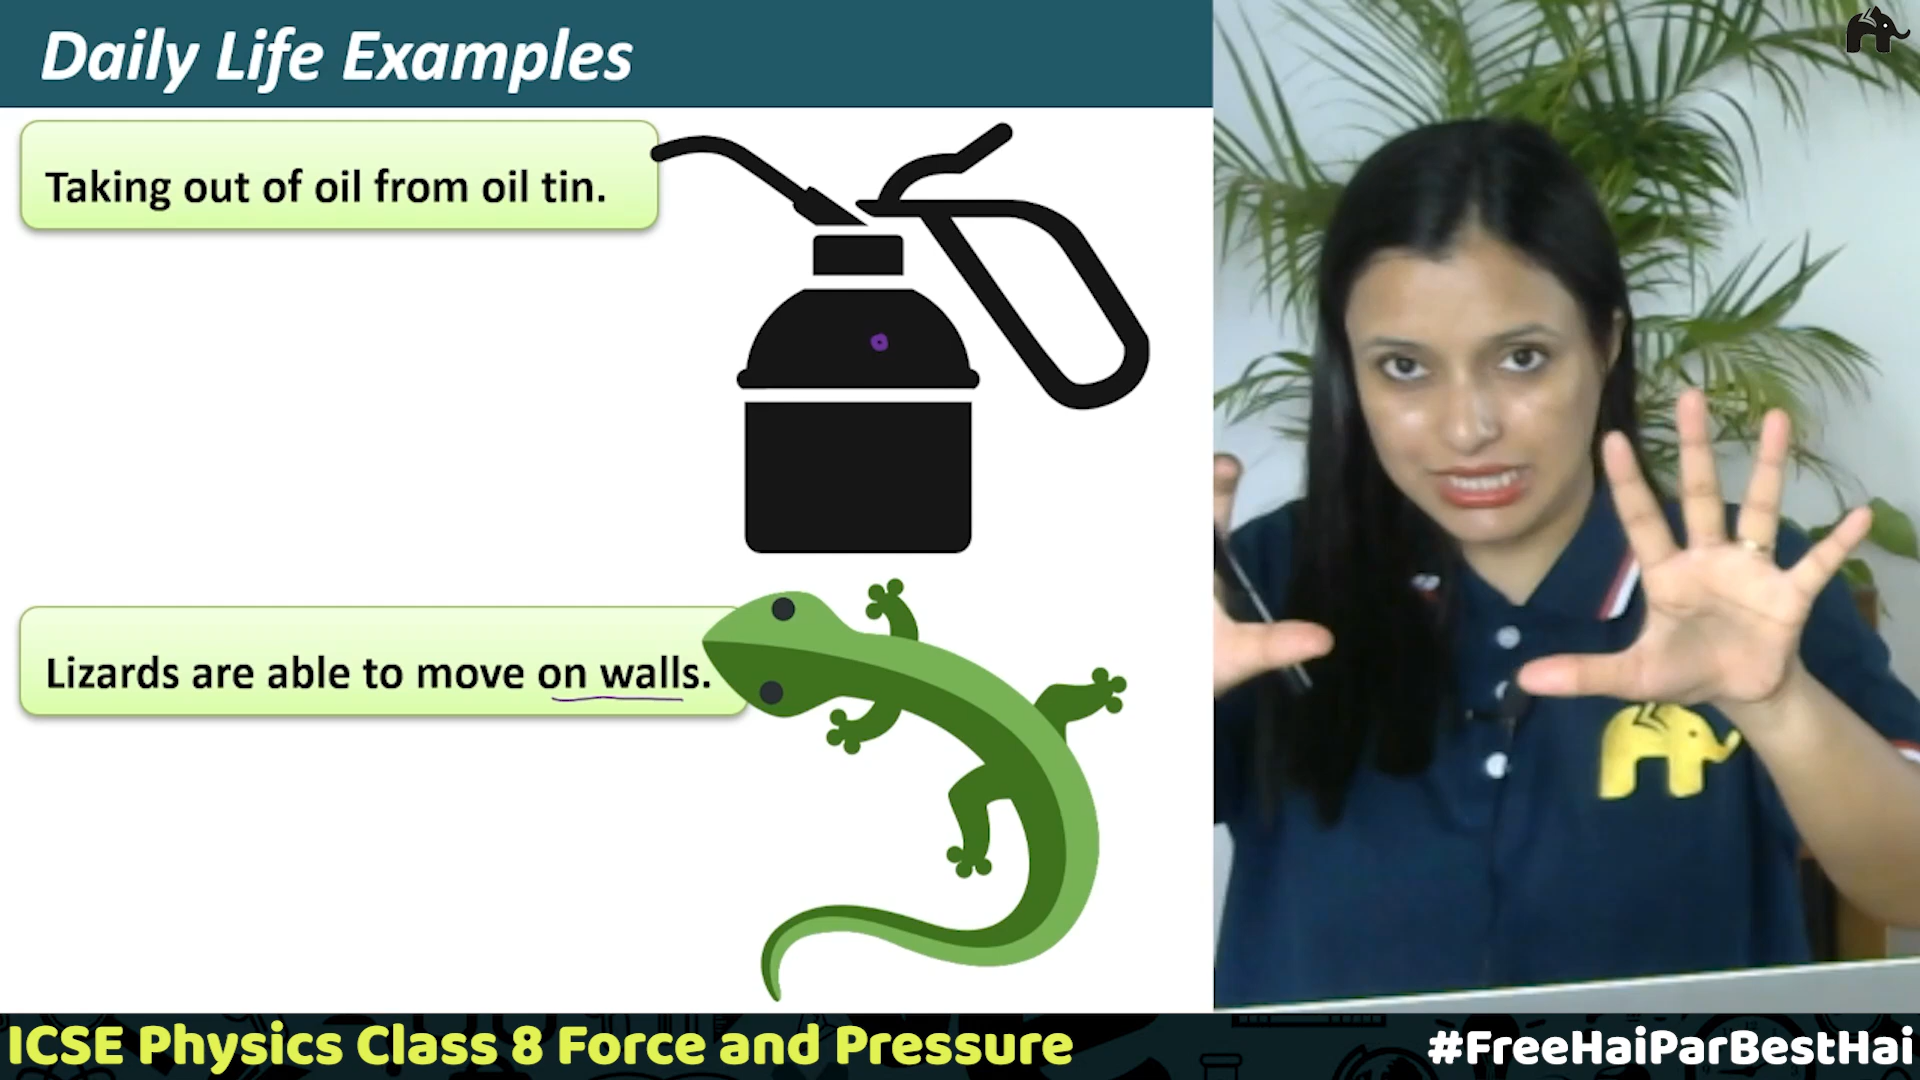 Daily Life Examples
Taking out of oil from oil tin.
Lizards are able to move on walls.
ICSE Physics Class 8 Force and Pressure
#FreeHaiParBestHai